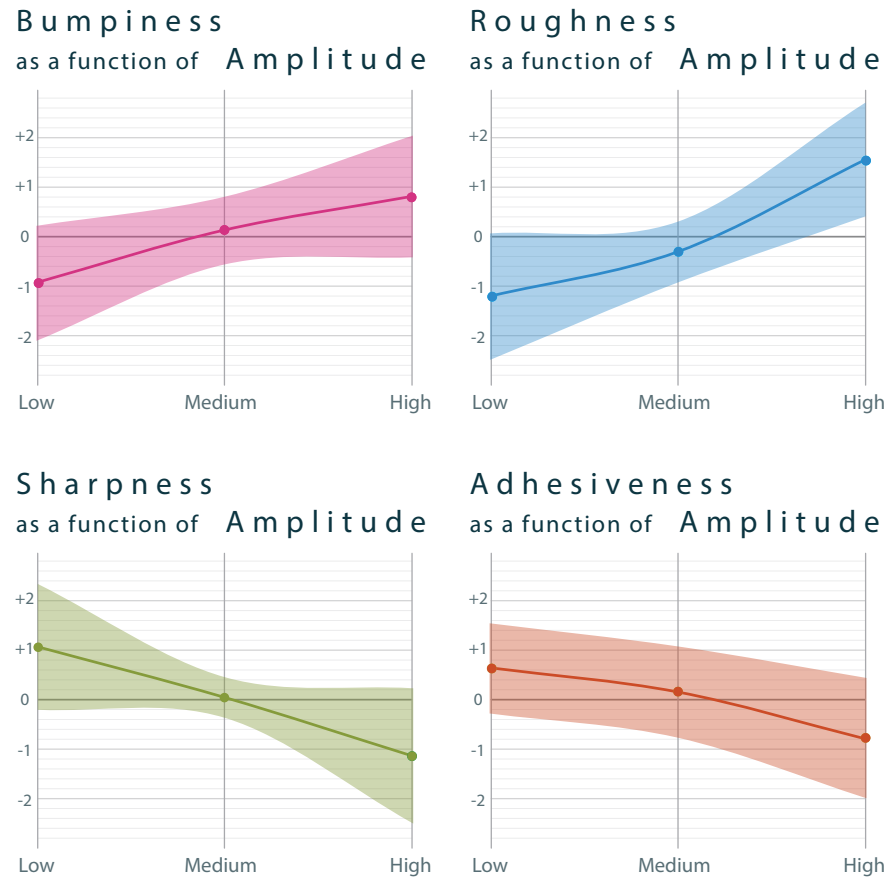 Bumpiness
as a function of Amplitude
+2
+1
0
-1
-2
Low Medium High
Roughness
as a function of Amplitude
+2
+1
0
-1
-2
Low Medium High
Sharpness
as a function of Amplitude
+2
+1
0
-1
-2
Low Medium High
Adhesiveness
as a function of Amplitude
+2
+1
0
-1
-2
Low Medium High